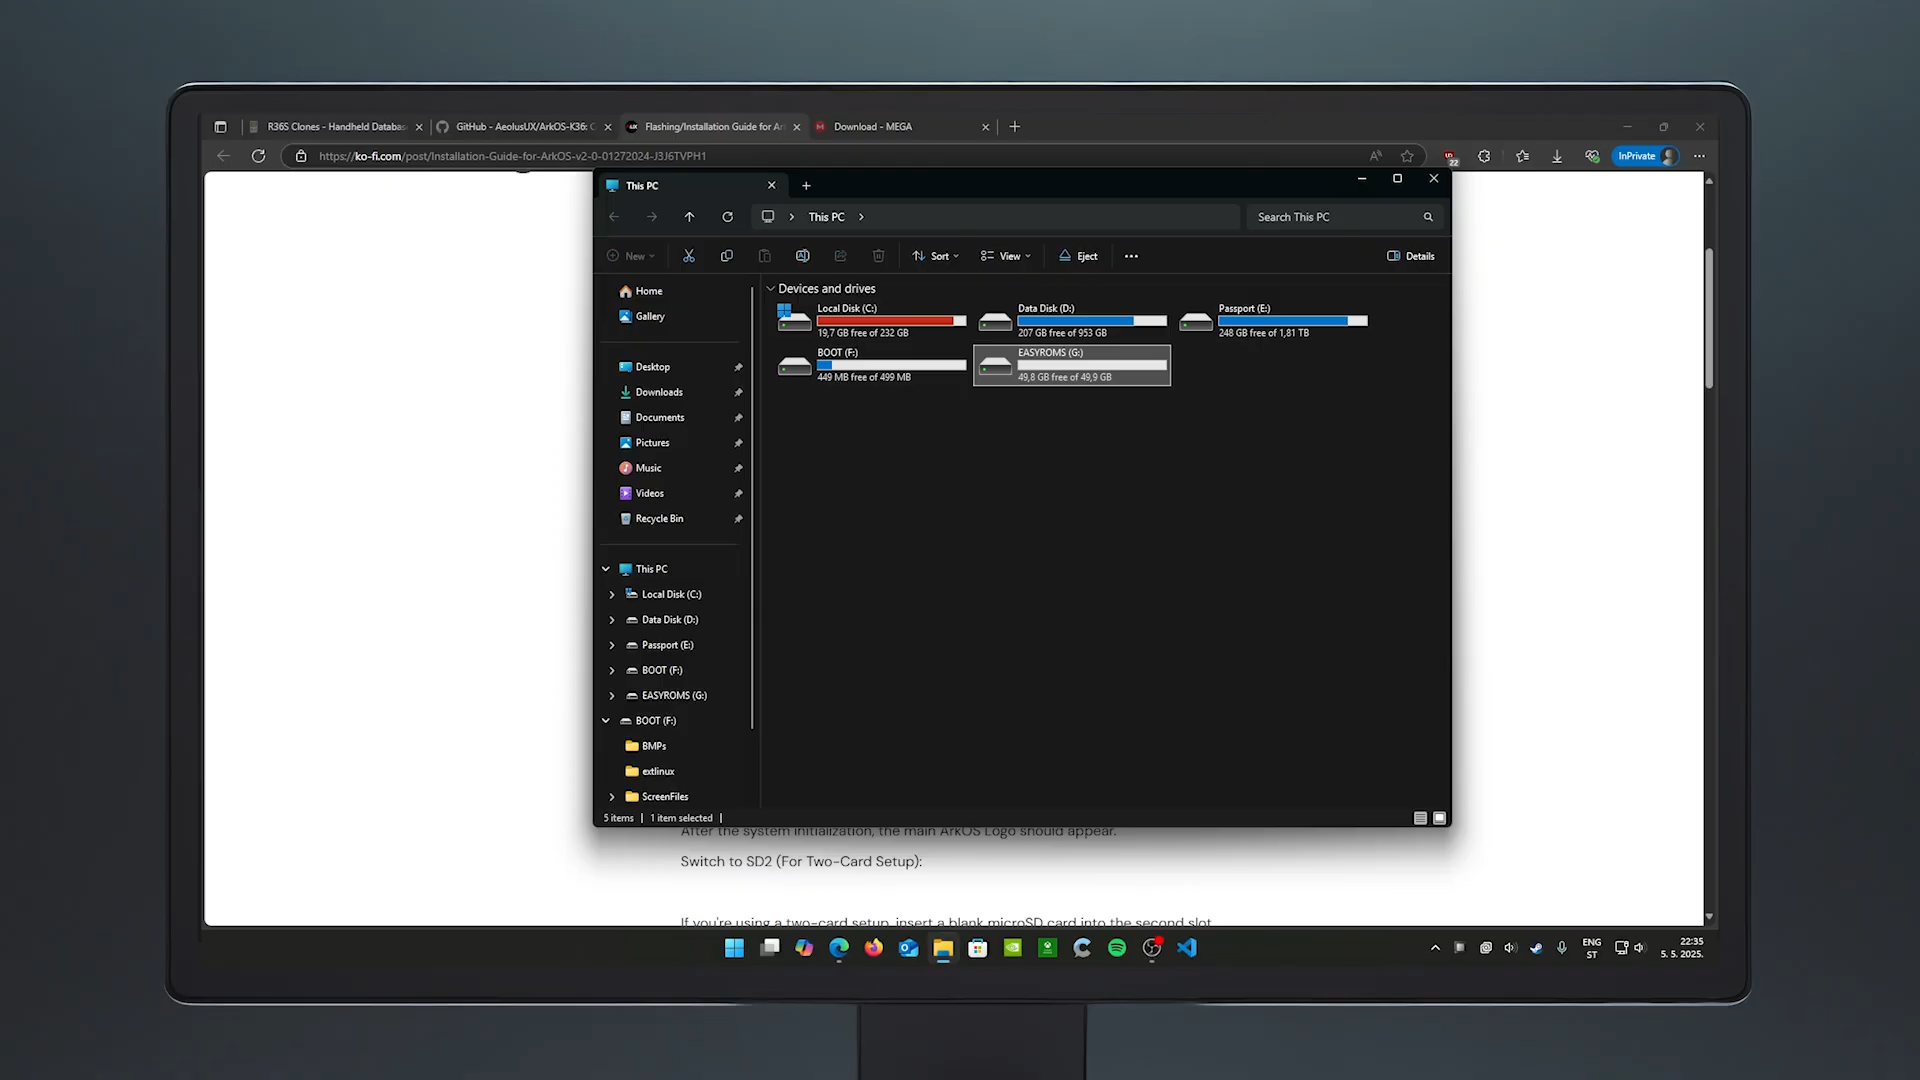 R36S Clones - Handheld Databas
GitHub - AeolusUX/ArkOS-K36: C
Flashing/Installation Guide for Ar
Download - MEGA
https://ko-fi.com/post/Installation-Guide-for-ArkOS-v2-0-01272024-J3J6TVPH1
22
InPrivate
This PC
This PC
Search This PC
New
Sort
View
Eject
Details
Home
Gallery
Desktop
Downloads
Documents
Pictures
Music
Videos
Recycle Bin
This PC
Local Disk (C:)
Data Disk (D:)
Passport (E:)
BOOT (F:)
EASYROMS (G:)
BOOT (F:)
BMPs
extlinux
ScreenFiles
Devices and drives
Local Disk (C:)
19,7 GB free of 232 GB
Data Disk (D:)
207 GB free of 953 GB
Passport (E:)
248 GB free of 1,81 TB
BOOT (F:)
449 MB free of 499 MB
EASYROMS (G:)
49,8 GB free of 49,9 GB
5 items
1 item selected
After the system initialization, the main ArkOS Logo should appear.
Switch to SD2 (For Two-Card Setup):
If you're using a two-card setup, insert a blank microSD card into the second slot
ENG
ST
22:35
5. 5. 2025.